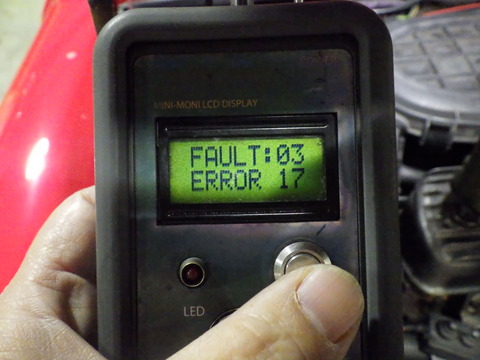 MINI-MONI LCD DISPLAY
FAULT:03
ERROR 17
LED